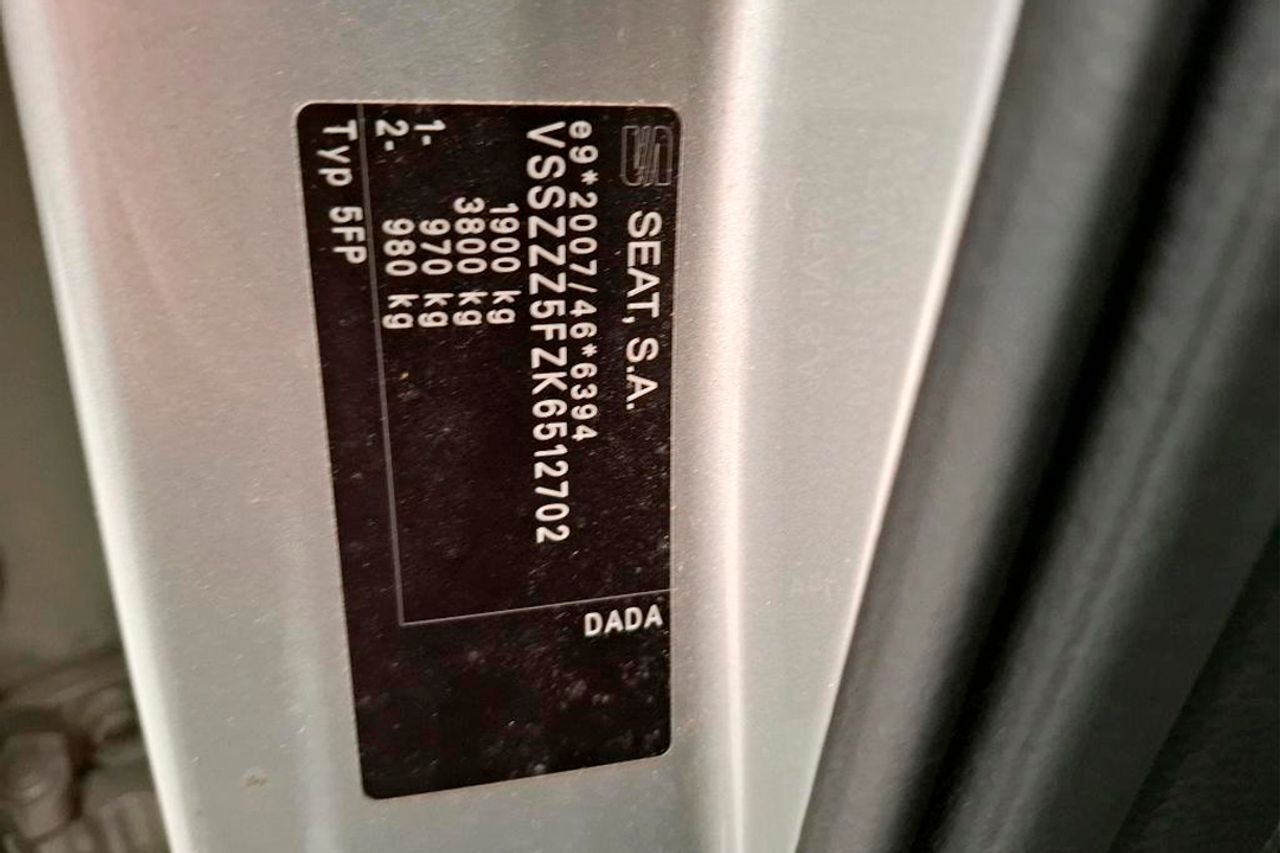 SEAT, S.A.
e9*2007/46*6394
VSSZZZ5FZK6512702
1900 kg
3800 kg
1- 970 kg
2- 980 kg
Typ 5FP
DADA